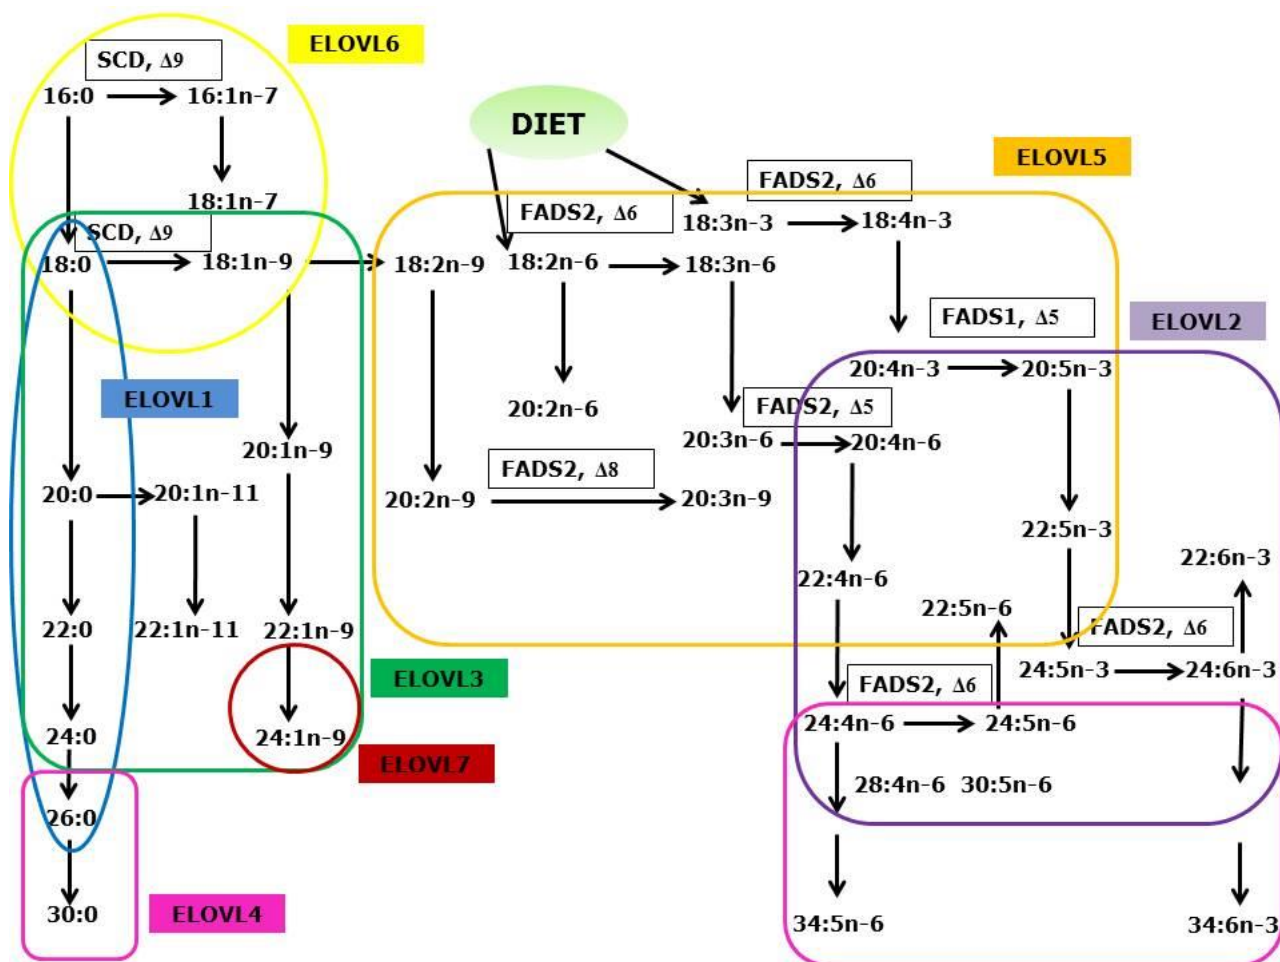 ELOVL6
SCD, Δ9
16:0
16:1n-7
DIET
ELOVL5
FADS2, Δ6
18:1n-7
FADS2, Δ6
18:3n-3
18:4n-3
SCD, Δ9
18:0
18:1n-9
18:2n-9
18:2n-6
18:3n-6
FADS1, Δ5
ELOVL2
20:4n-3
20:5n-3
ELOVL1
20:2n-6
FADS2, Δ5
20:1n-9
20:3n-6
20:4n-6
FADS2, Δ8
20:0
20:1n-11
20:2n-9
20:3n-9
22:5n-3
22:6n-3
22:4n-6
22:5n-6
22:0
22:1n-11
22:1n-9
FADS2, Δ6
ELOVL3
FADS2, Δ6
24:5n-3
24:6n-3
24:0
24:1n-9
24:4n-6
24:5n-6
ELOVL7
28:4n-6
30:5n-6
26:0
30:0
ELOVL4
34:5n-6
34:6n-3